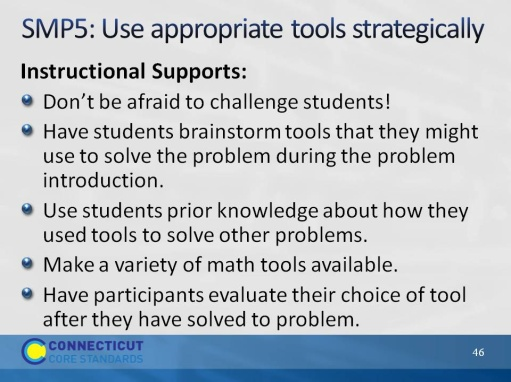 SMP5: Use appropriate tools strategically
Instructional Supports:
Don't be afraid to challenge students!
Have students brainstorm tools that they might
use to solve the problem during the problem
introduction.
Use students prior knowledge about how they
used tools to solve other problems.
Make a variety of math tools available.
Have participants evaluate their choice of tool
after they have solved to problem.
CONNECTICUT
CORE STANDARDS
46